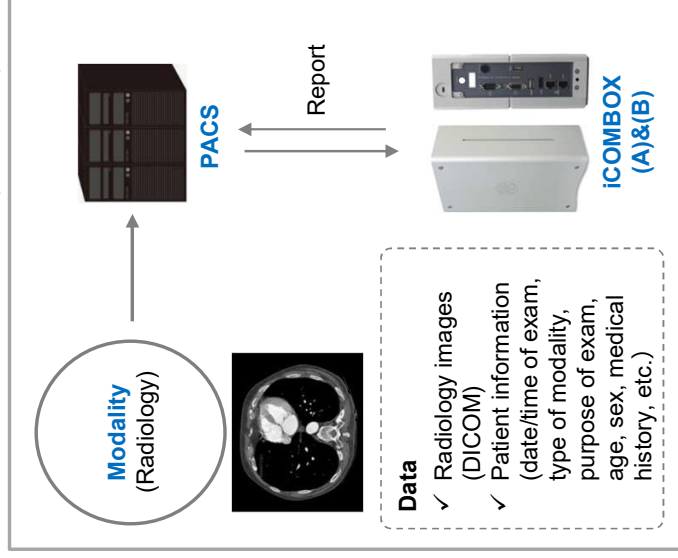 Modality
(Radiology)
PACS
Report
iCOMBOX
(A)&(B)
Data
✓ Radiology images
(DICOM)
✓ Patient information
(date/time of exam,
type of modality,
purpose of exam,
age, sex, medical
history, etc.)